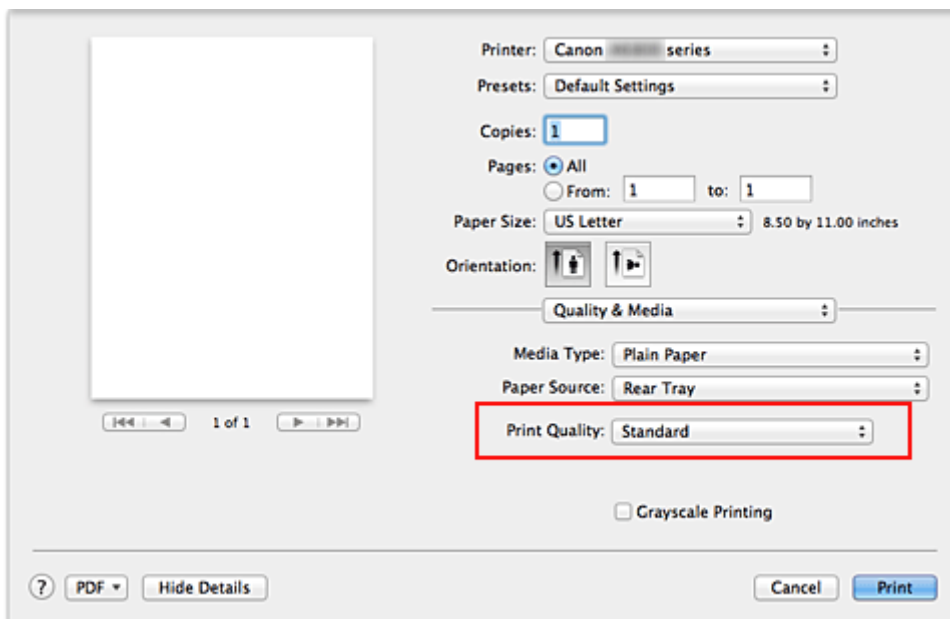 Printer: Canon series
Presets: Default Settings
Copies: 1
Pages: All
From: 1 to: 1
Paper Size: US Letter 8.50 by 11.00 inches
Orientation:
Quality & Media
Media Type: Plain Paper
Paper Source: Rear Tray
1 of 1
Print Quality: Standard
Grayscale Printing
? PDF Hide Details Cancel Print